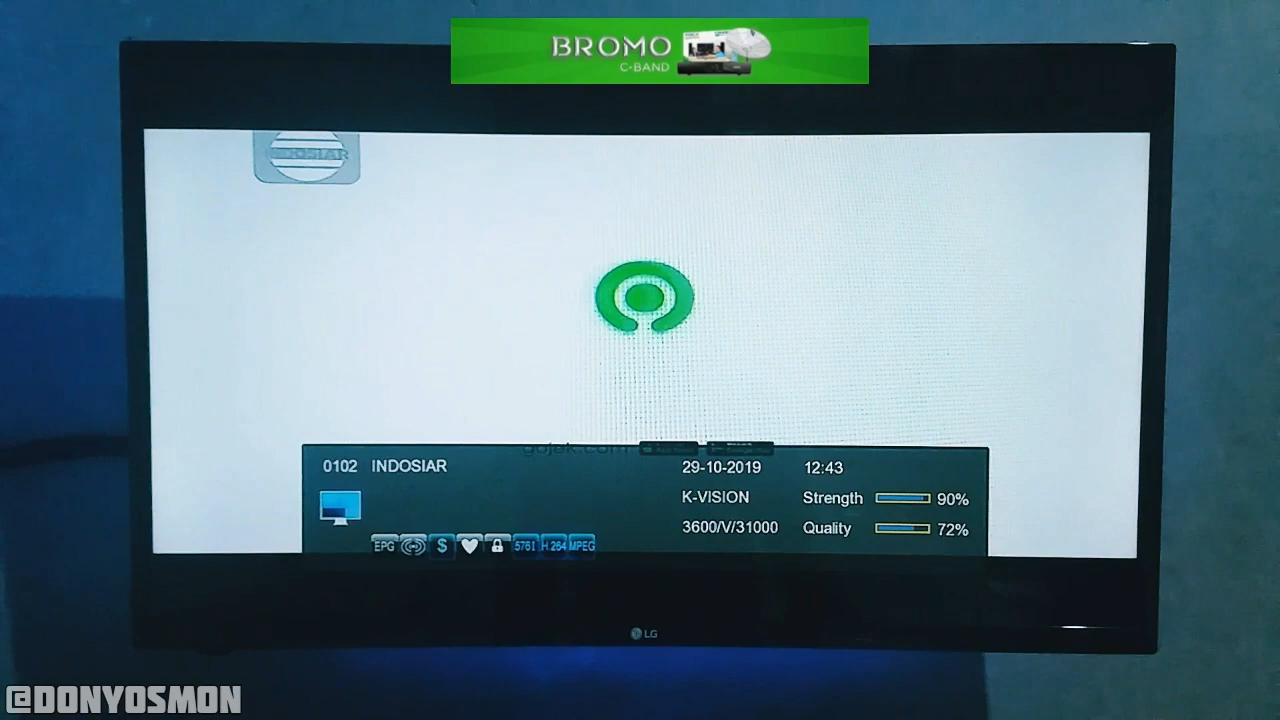 BROMO
C-BAND
INDOSIAR
gojek.com
0102 INDOSIAR
29-10-2019 12:43
K-VISION
Strength 90%
3600/V/31000
Quality 72%
EPG $ 576I H.264 MPEG
LG
@DONYOSMON